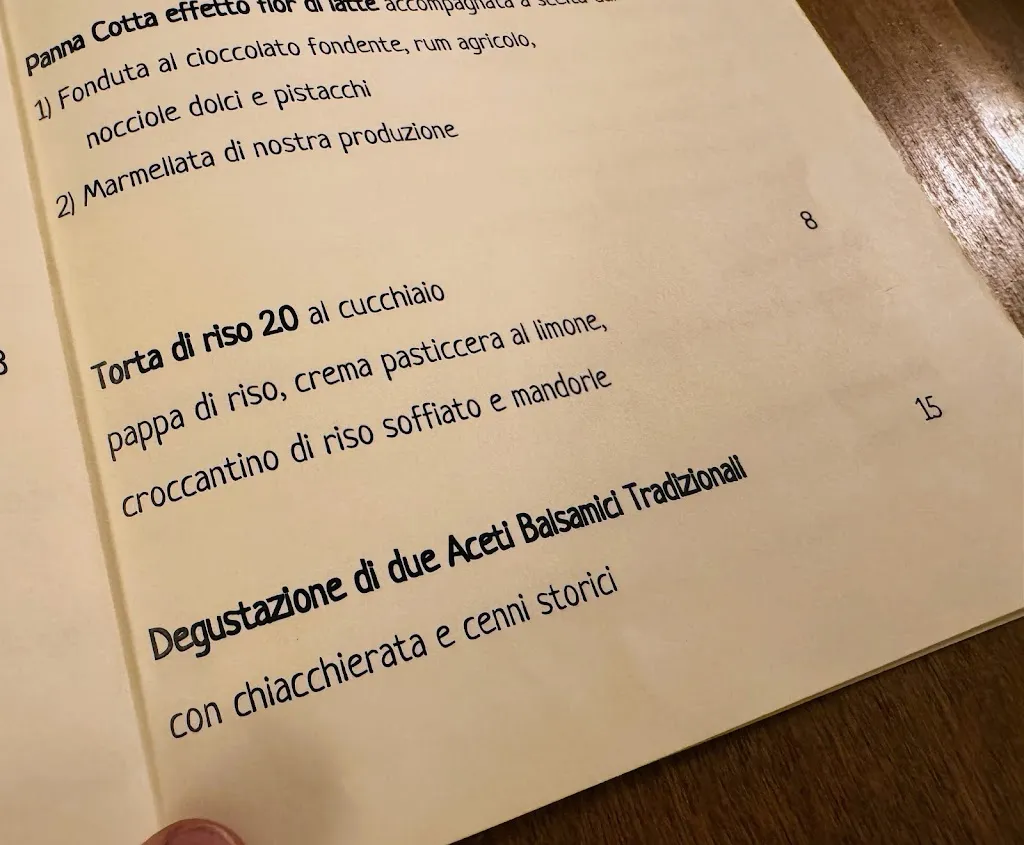 Panna Cotta effetto fior di latte accompagnata a scelta
1) Fonduta al cioccolato fondente, rum agricolo,
nocciole dolci e pistacchi
2) Marmellata di nostra produzione
Torta di riso 2.0 al cucchiaio 8
pappa di riso, crema pasticcera al limone,
croccantino di riso soffiato e mandorle
Degustazione di due Aceti Balsamici Tradizionali 15
con chiacchierata e cenni storici